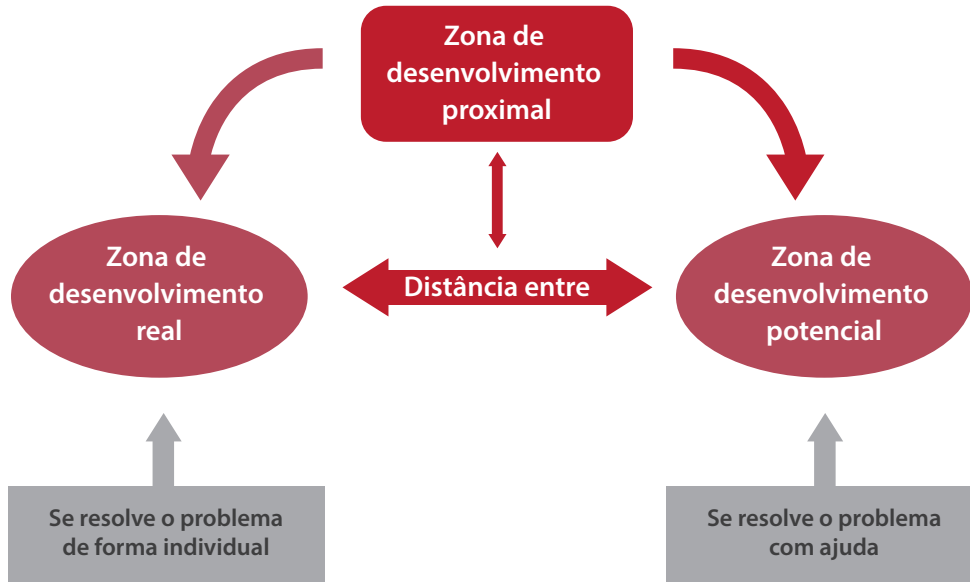 Zona de
desenvolvimento
proximal
Zona de
desenvolvimento
real
Distância entre
Zona de
desenvolvimento
potencial
Se resolve o problema
de forma individual
Se resolve o problema
com ajuda